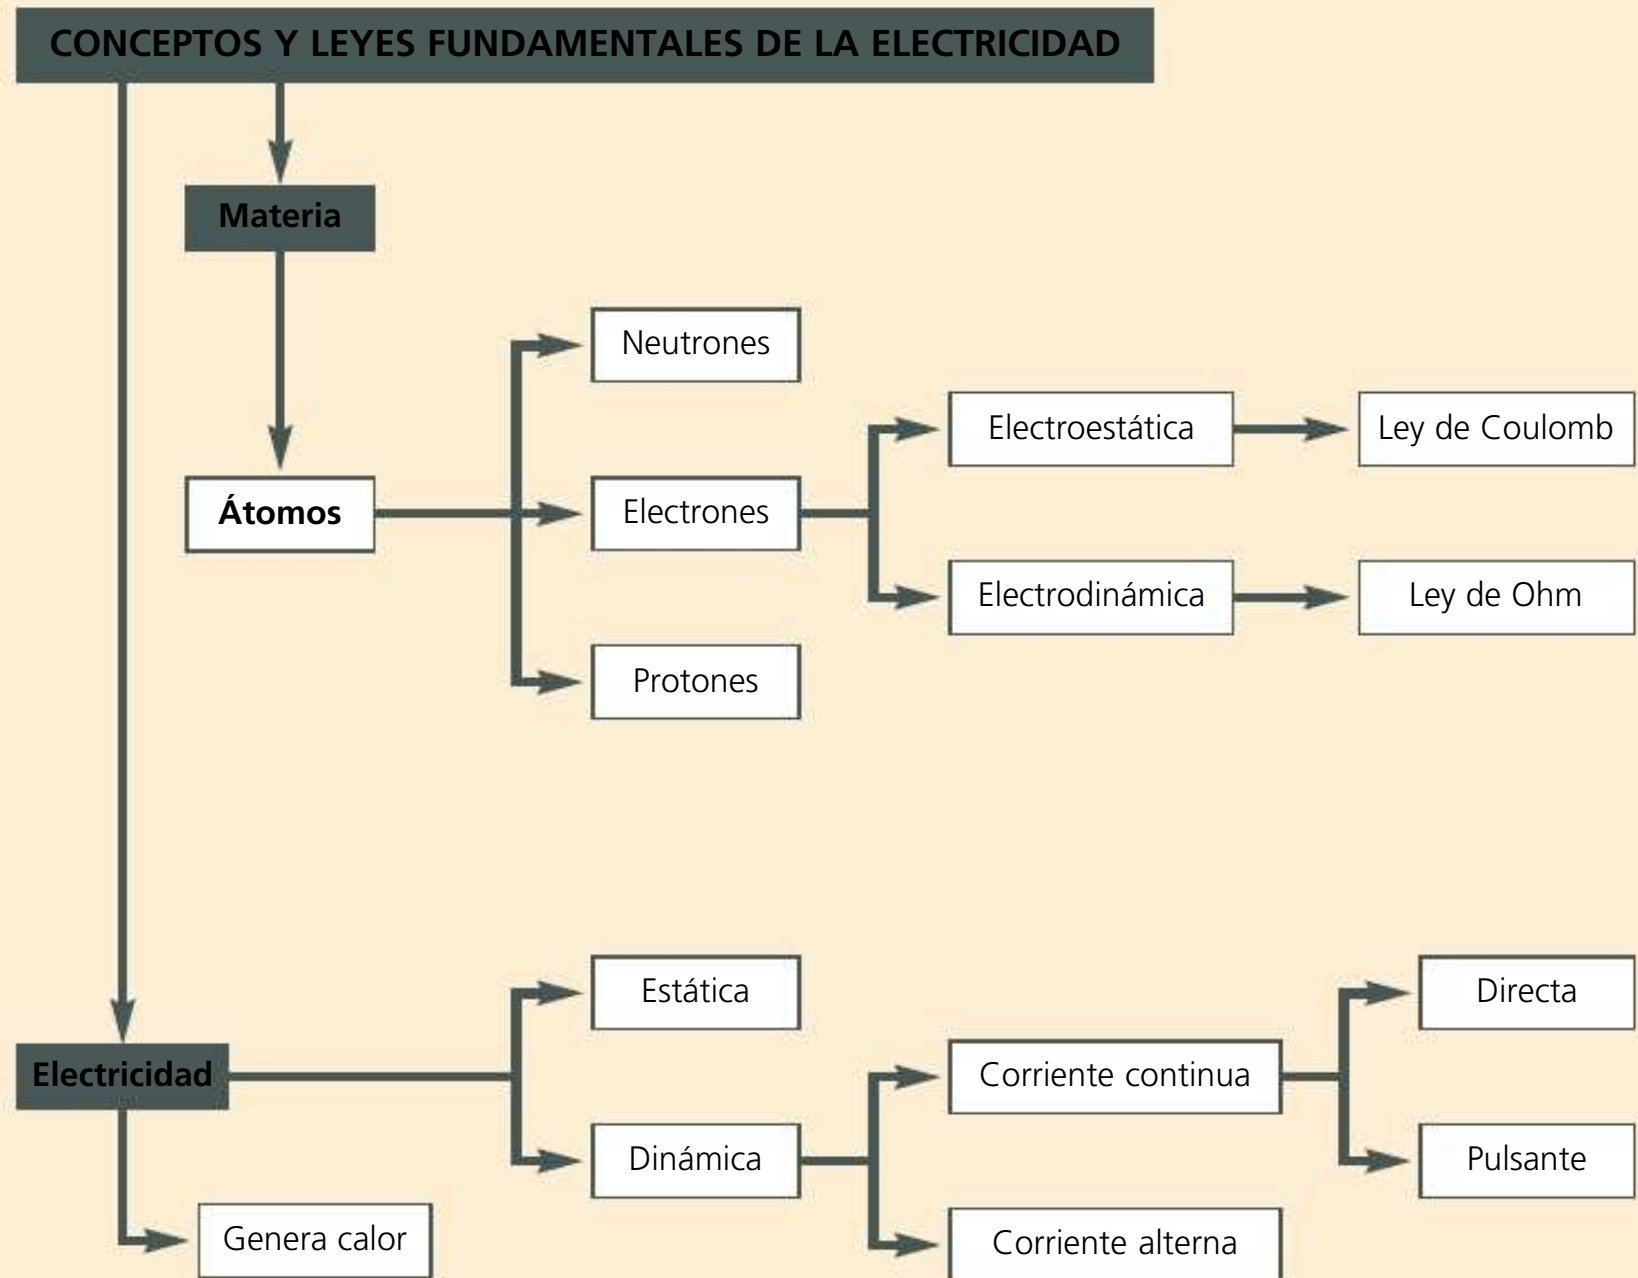 CONCEPTOS Y LEYES FUNDAMENTALES DE LA ELECTRICIDAD
Materia
Átomos
Neutrones
Electrones
Protones
Electroestática
Ley de Coulomb
Electrodinámica
Ley de Ohm
Electricidad
Genera calor
Estática
Dinámica
Corriente continua
Corriente alterna
Directa
Pulsante